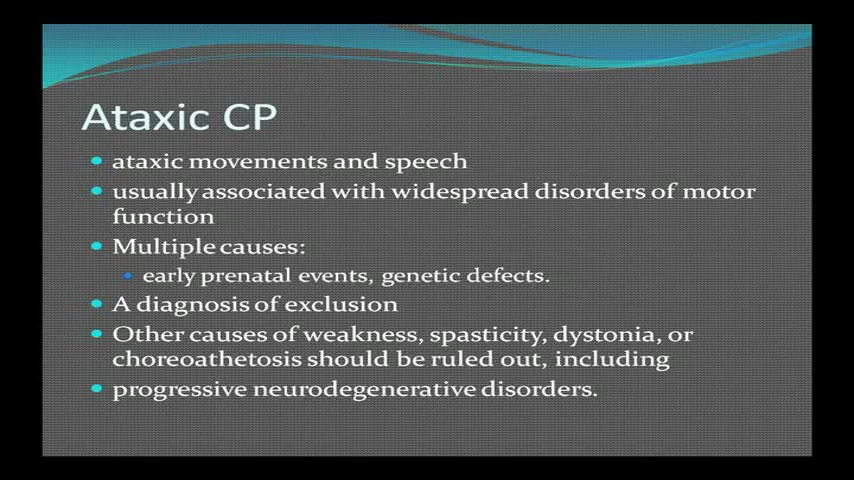 Ataxic CP
ataxic movements and speech
usually associated with widespread disorders of motor
function
Multiple causes:
early prenatal events, genetic defects.
A diagnosis of exclusion
Other causes of weakness, spasticity, dystonia, or
choreoathetosis should be ruled out, including
progressive neurodegenerative disorders.